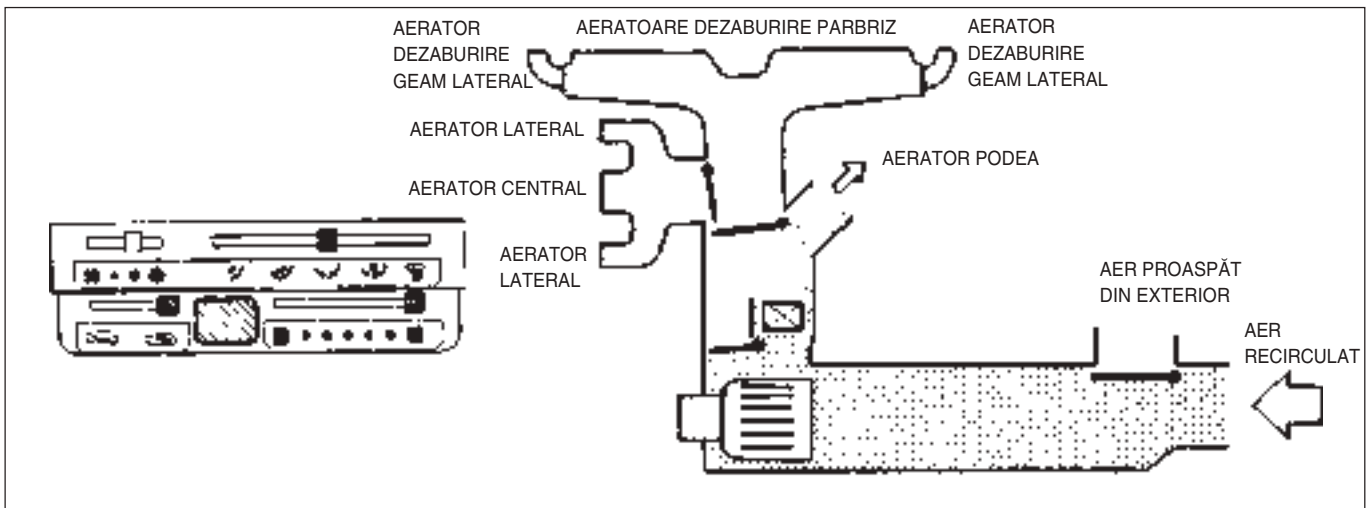 AERATOR
DEZABURIRE
GEAM LATERAL
AERATOARE DEZABURIRE PARBRIZ
AERATOR
DEZABURIRE
GEAM LATERAL
AERATOR LATERAL
AERATOR PODEA
AERATOR CENTRAL
AERATOR
LATERAL
AER PROASPĂT
DIN EXTERIOR
AER
RECIRCULAT